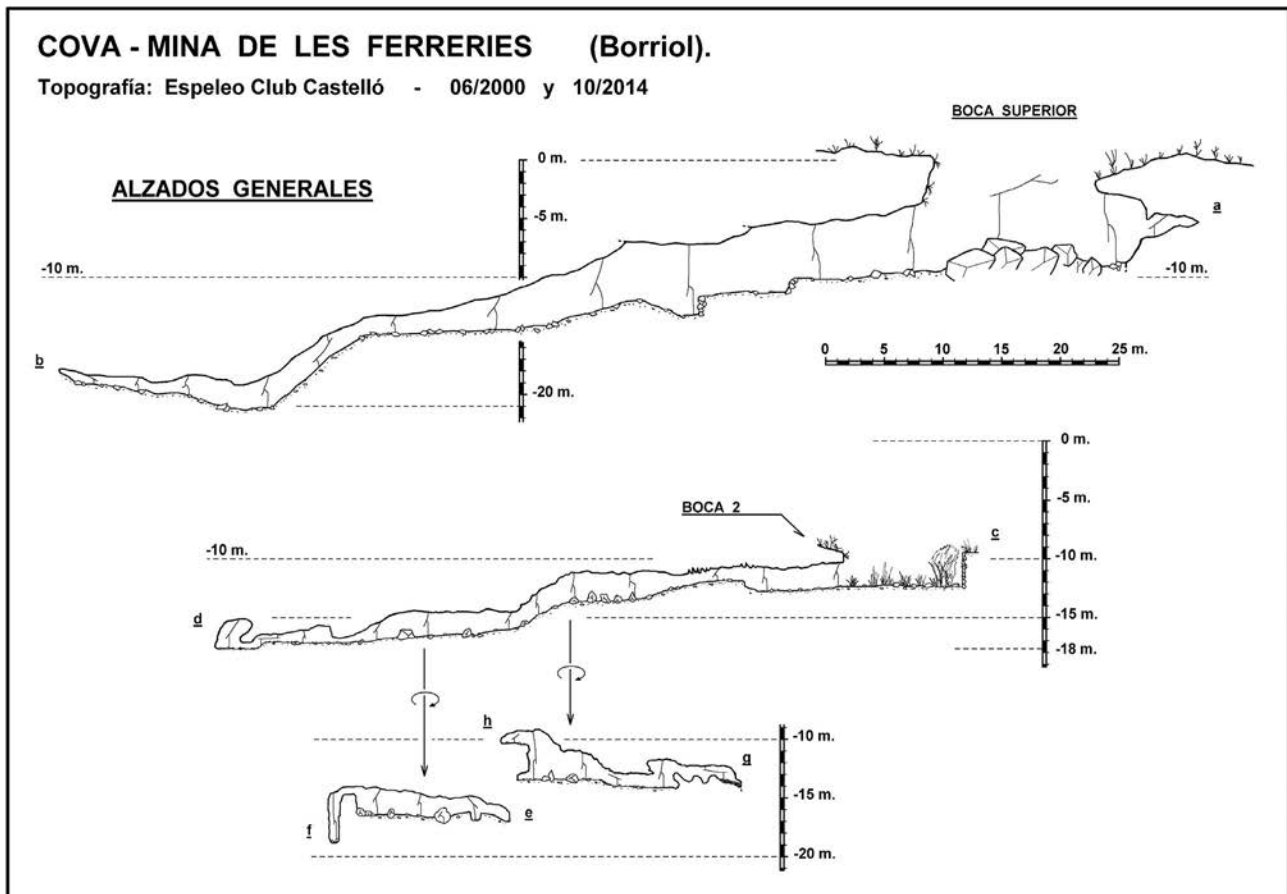 COVA - MINA DE LES FERRERIES (Borriol).
Topografía: Espeleo Club Castelló - 06/2000 y 10/2014
BOCA SUPERIOR
0 m.
ALZADOS GENERALES
a
-5 m.
-10 m.
-10 m.
b
0 5 10 15 20 25 m.
-20 m.
0 m.
-5 m.
BOCA 2
c
-10 m.
-10 m.
d
-15 m.
-18 m.
h
-10 m.
g
-15 m.
e
f
-20 m.